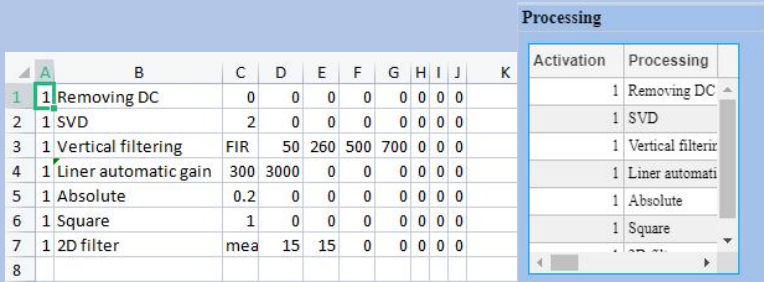 Processing
A B C D E F G H I J K
1 1 Removing DC 0 0 0 0 0 0 0 0
2 1 SVD 2 0 0 0 0 0 0 0
3 1 Vertical filtering FIR 50 260 500 700 0 0 0
4 1 Liner automatic gain 300 3000 0 0 0 0 0 0
5 1 Absolute 0.2 0 0 0 0 0 0 0
6 1 Square 1 0 0 0 0 0 0 0
7 1 2D filter mea 15 15 0 0 0 0 0
8
Activation Processing
1 Removing DC
1 SVD
1 Vertical filterin
1 Liner automati
1 Absolute
1 Square